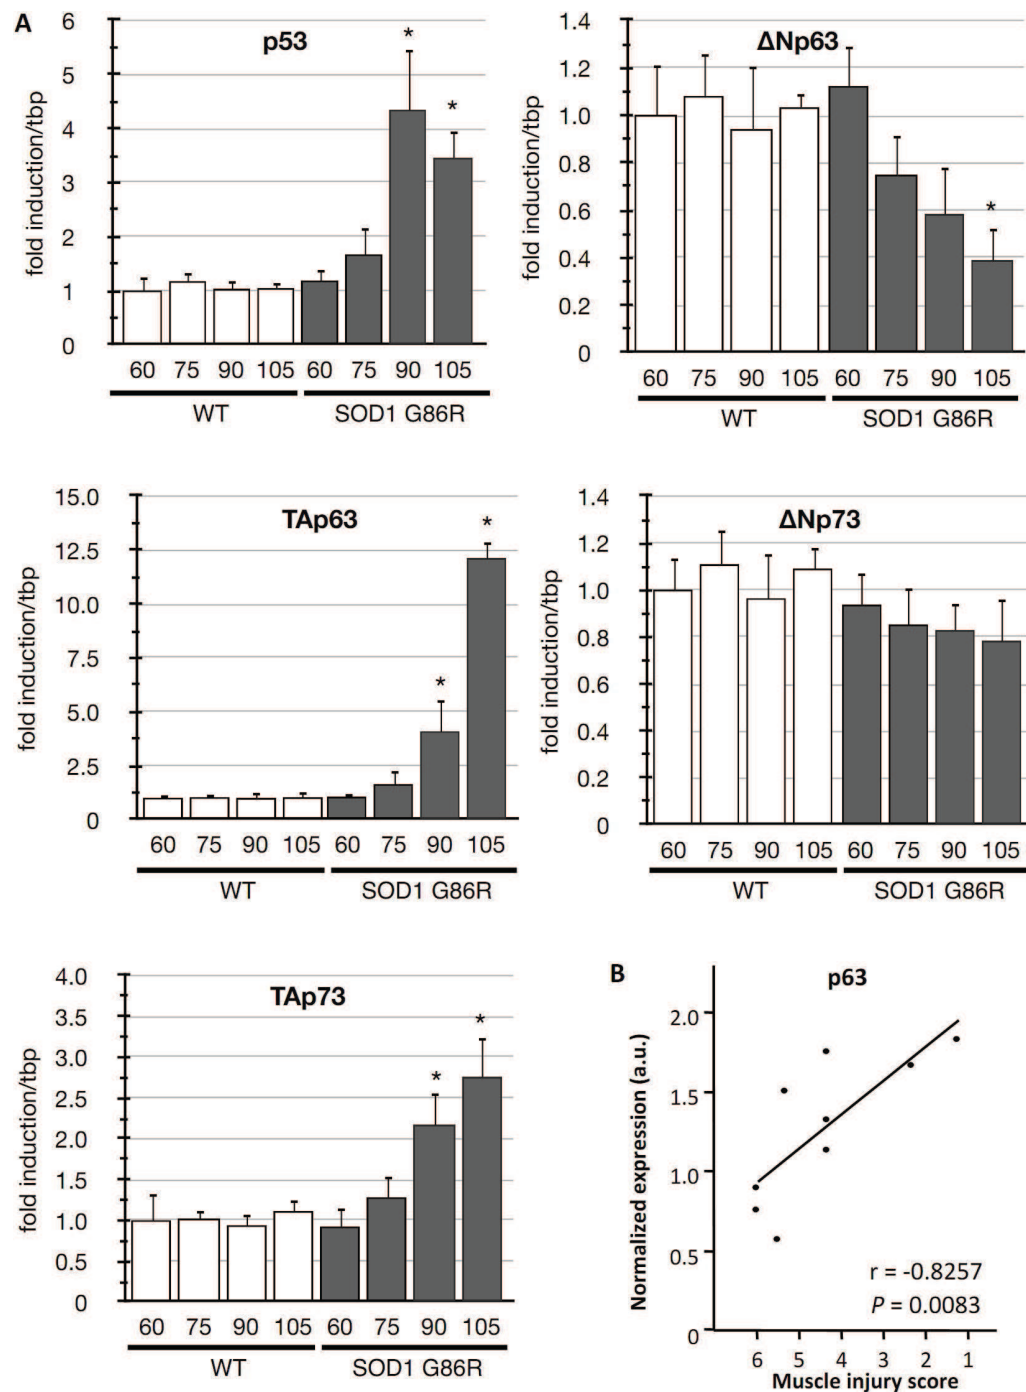 A
p53
fold induction/tbp
6
5
4
3
2
1
0
60 75 90 105 60 75 90 105
WT SOD1 G86R
ΔNp63
fold induction/tbp
1.4
1.2
1.0
0.8
0.6
0.4
0.2
0
60 75 90 105 60 75 90 105
WT SOD1 G86R
TAp63
fold induction/tbp
15.0
12.5
10.0
7.5
5.0
2.5
0
60 75 90 105 60 75 90 105
WT SOD1 G86R
ΔNp73
fold induction/tbp
1.4
1.2
1.0
0.8
0.6
0.4
0.2
0
60 75 90 105 60 75 90 105
WT SOD1 G86R
TAp73
fold induction/tbp
4.0
3.5
3.0
2.5
2.0
1.5
1.0
0.5
0
60 75 90 105 60 75 90 105
WT SOD1 G86R
B
p63
Normalized expression (a.u.)
2.0
1.5
1.0
0.5
0
r = -0.8257
P = 0.0083
6 5 4 3 2 1
Muscle injury score